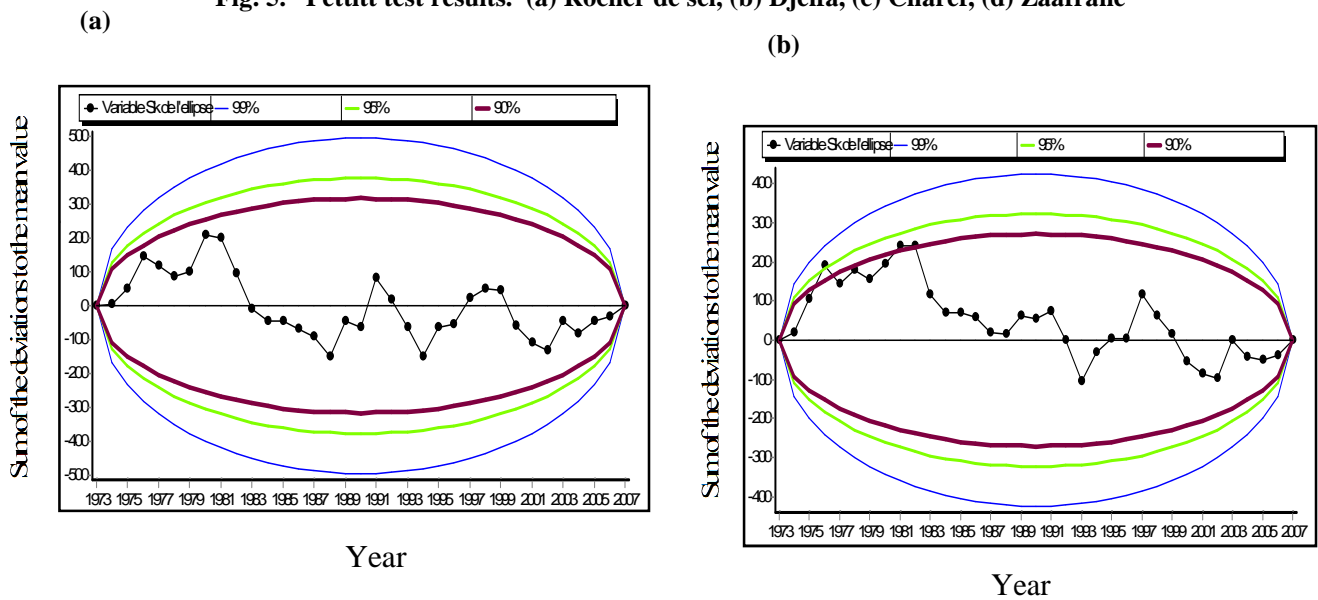 Fig. 5. Pettitt test results. (a) Rocher de sel, (b) Djelfa, (c) Charef, (d) Zaafrane
(a)
Variable Sk de l'ellipse 99% 95% 90%
Sum of the deviations to the mean value
500
400
300
200
100
0
-100
-200
-300
-400
-500
1973 1975 1977 1979 1981 1983 1985 1987 1989 1991 1993 1995 1997 1999 2001 2003 2005 2007
Year
(b)
Variable Sk de l'ellipse 99% 95% 90%
Sum of the deviations to the mean value
400
300
200
100
0
-100
-200
-300
-400
1973 1975 1977 1979 1981 1983 1985 1987 1989 1991 1993 1995 1997 1999 2001 2003 2005 2007
Year